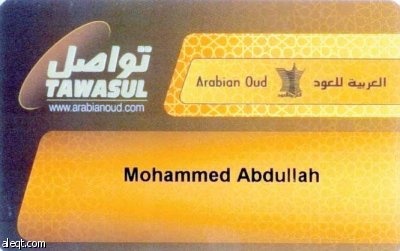 تواصل
TAWASUL
www.arabianoud.com
Arabian Oud
العربية للعود
Mohammed Abdullah
aleqt.com